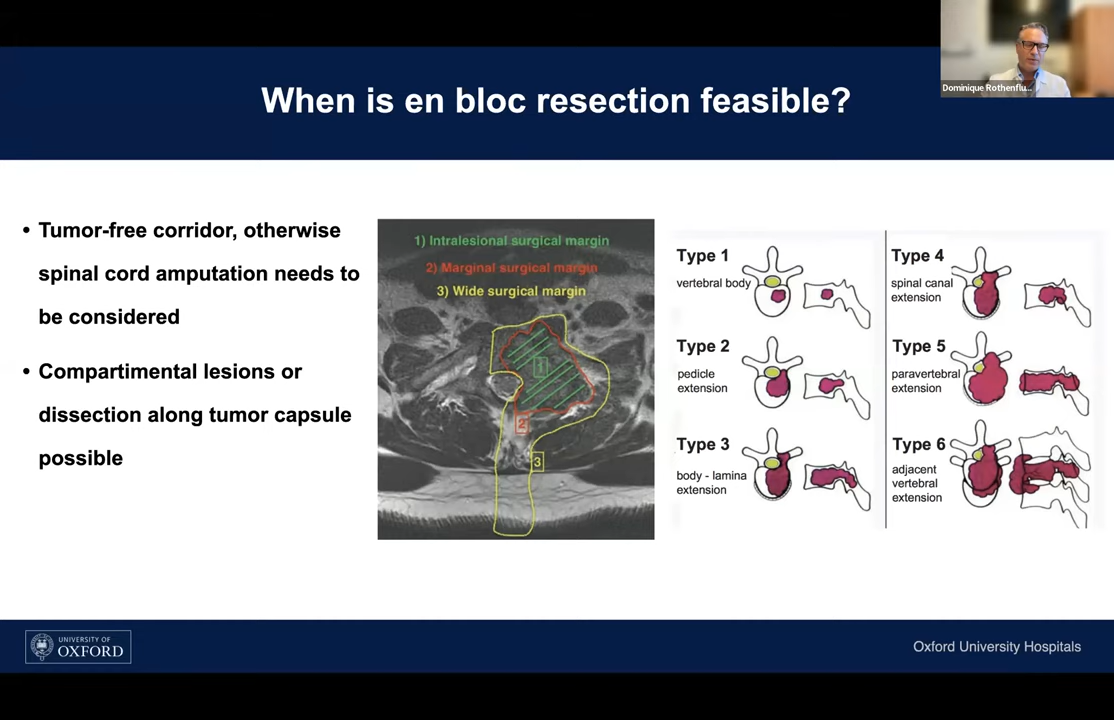 Dominique Rothenflu...
When is en bloc resection feasible?
• Tumor-free corridor, otherwise
spinal cord amputation needs to
be considered
• Compartimental lesions or
dissection along tumor capsule
possible
1) Intralesional surgical margin
2) Marginal surgical margin
3) Wide surgical margin
1
2
3
Type 1
vertebral body
Type 2
pedicle
extension
Type 3
body - lamina
extension
Type 4
spinal canal
extension
Type 5
paravertebral
extension
Type 6
adjacent
vertebral
extension
UNIVERSITY OF
OXFORD
Oxford University Hospitals